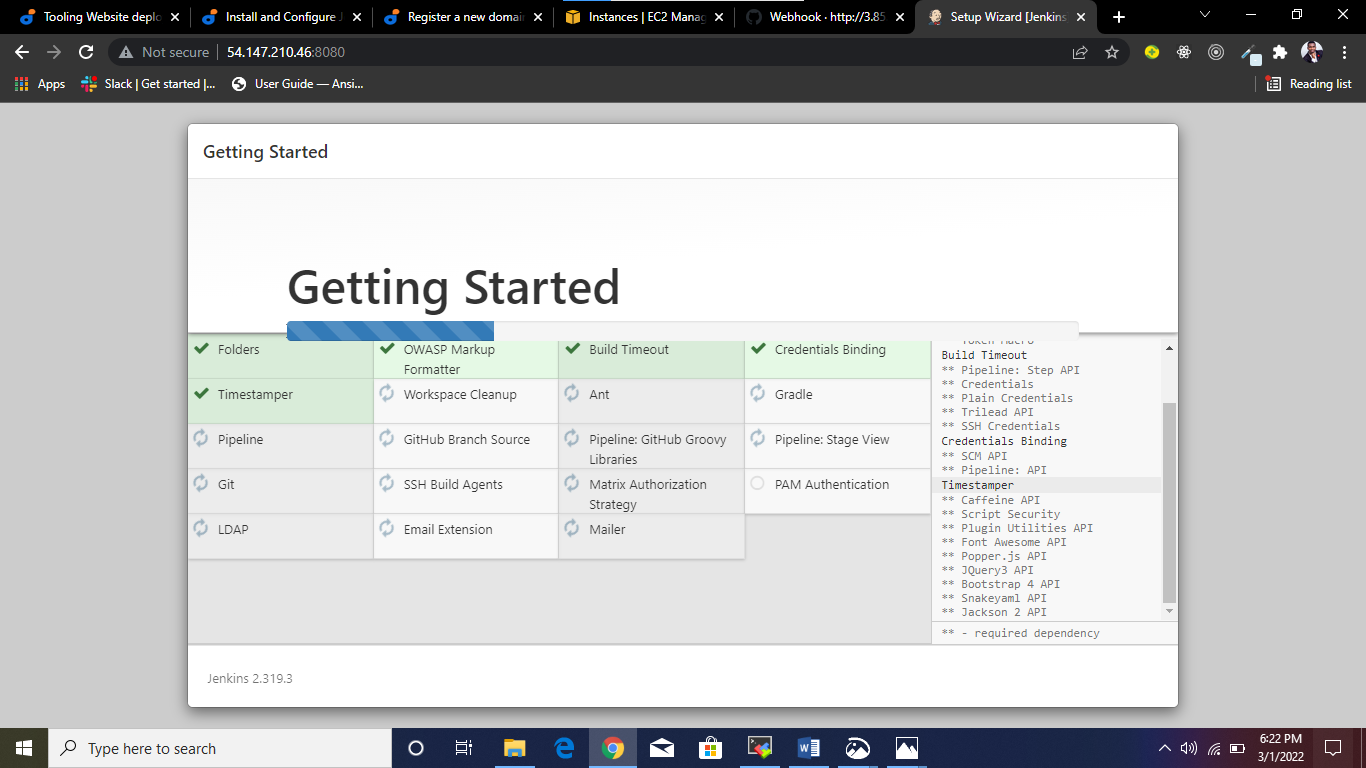 Tooling Website deplo
Install and Configure J
Register a new domain
Instances | EC2 Manag
Webhook · http://3.85
Setup Wizard [Jenkins
Not secure
54.147.210.46:8080
Apps
Slack | Get started |...
User Guide — Ansi...
Reading list
Getting Started
Getting Started
Folders
OWASP Markup
Formatter
Build Timeout
Credentials Binding
Timestamper
Workspace Cleanup
Ant
Gradle
Pipeline
GitHub Branch Source
Pipeline: GitHub Groovy
Libraries
Pipeline: Stage View
Git
SSH Build Agents
Matrix Authorization
Strategy
PAM Authentication
LDAP
Email Extension
Mailer
** Token Macro
Build Timeout
** Pipeline: Step API
** Credentials
** Plain Credentials
** Trilead API
** SSH Credentials
Credentials Binding
** SCM API
** Pipeline: API
Timestamper
** Caffeine API
** Script Security
** Plugin Utilities API
** Font Awesome API
** Popper.js API
** JQuery3 API
** Bootstrap 4 API
** Snakeyaml API
** Jackson 2 API
** - required dependency
Jenkins 2.319.3
Type here to search
6:22 PM
3/1/2022